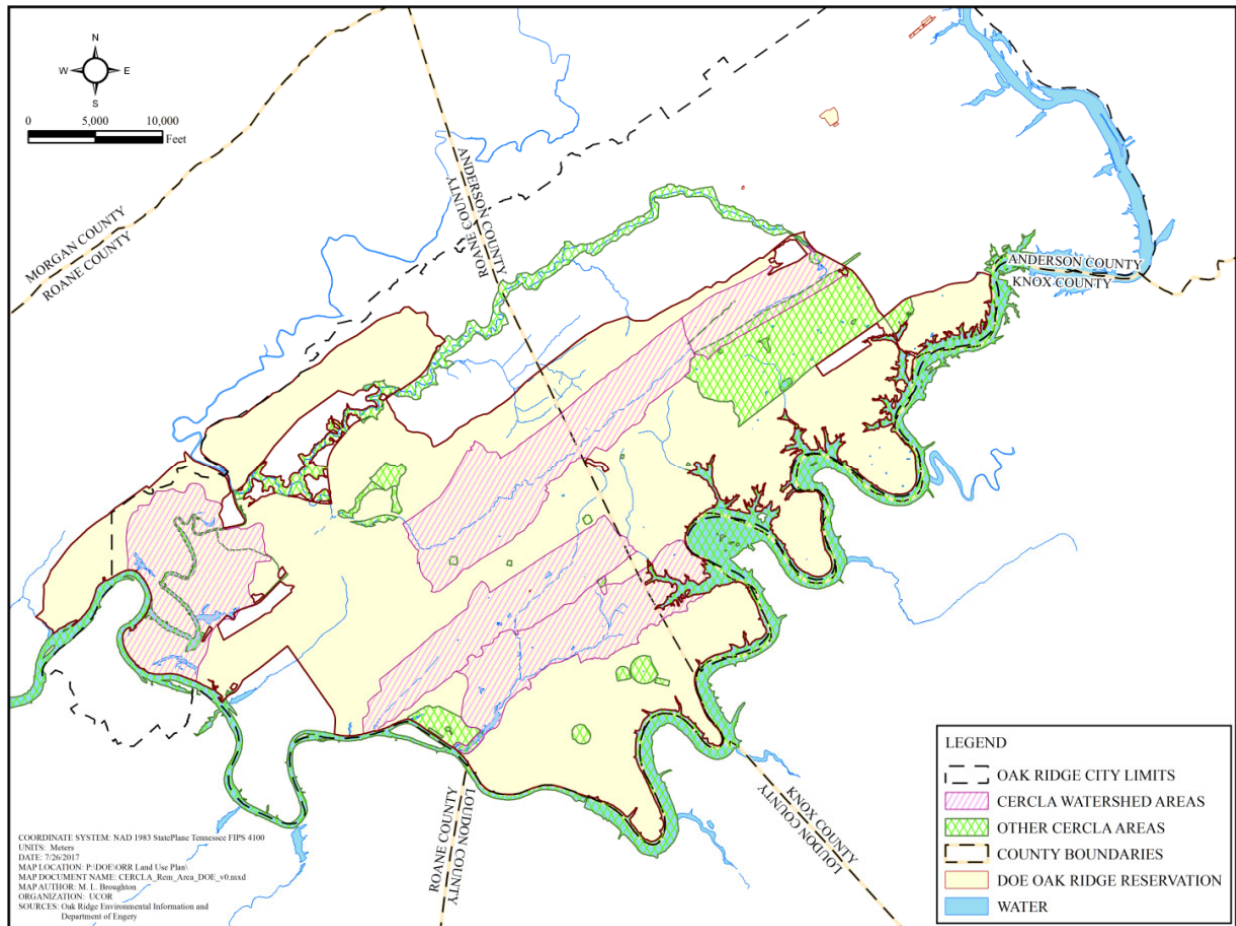 N
W E
S
0 5,000 10,000
Feet
MORGAN COUNTY
ROANE COUNTY
ANDERSON COUNTY
ROANE COUNTY
ANDERSON COUNTY
KNOX COUNTY
ROANE COUNTY
LOUDON COUNTY
KNOX COUNTY
LOUDON COUNTY
COORDINATE SYSTEM: NAD 1983 StatePlane Tennessee FIPS 4100
UNITS: Meters
DATE: 7/26/2017
MAP LOCATION: P:\DOE\ORR Land Use Plan\
MAP DOCUMENT NAME: CERCLA_Rem_Area_DOE_v0.mxd
MAP AUTHOR: M. L. Broughton
ORGANIZATION: UCOR
SOURCES: Oak Ridge Environmental Information and
Department of Engery
LEGEND
OAK RIDGE CITY LIMITS
CERCLA WATERSHED AREAS
OTHER CERCLA AREAS
COUNTY BOUNDARIES
DOE OAK RIDGE RESERVATION
WATER